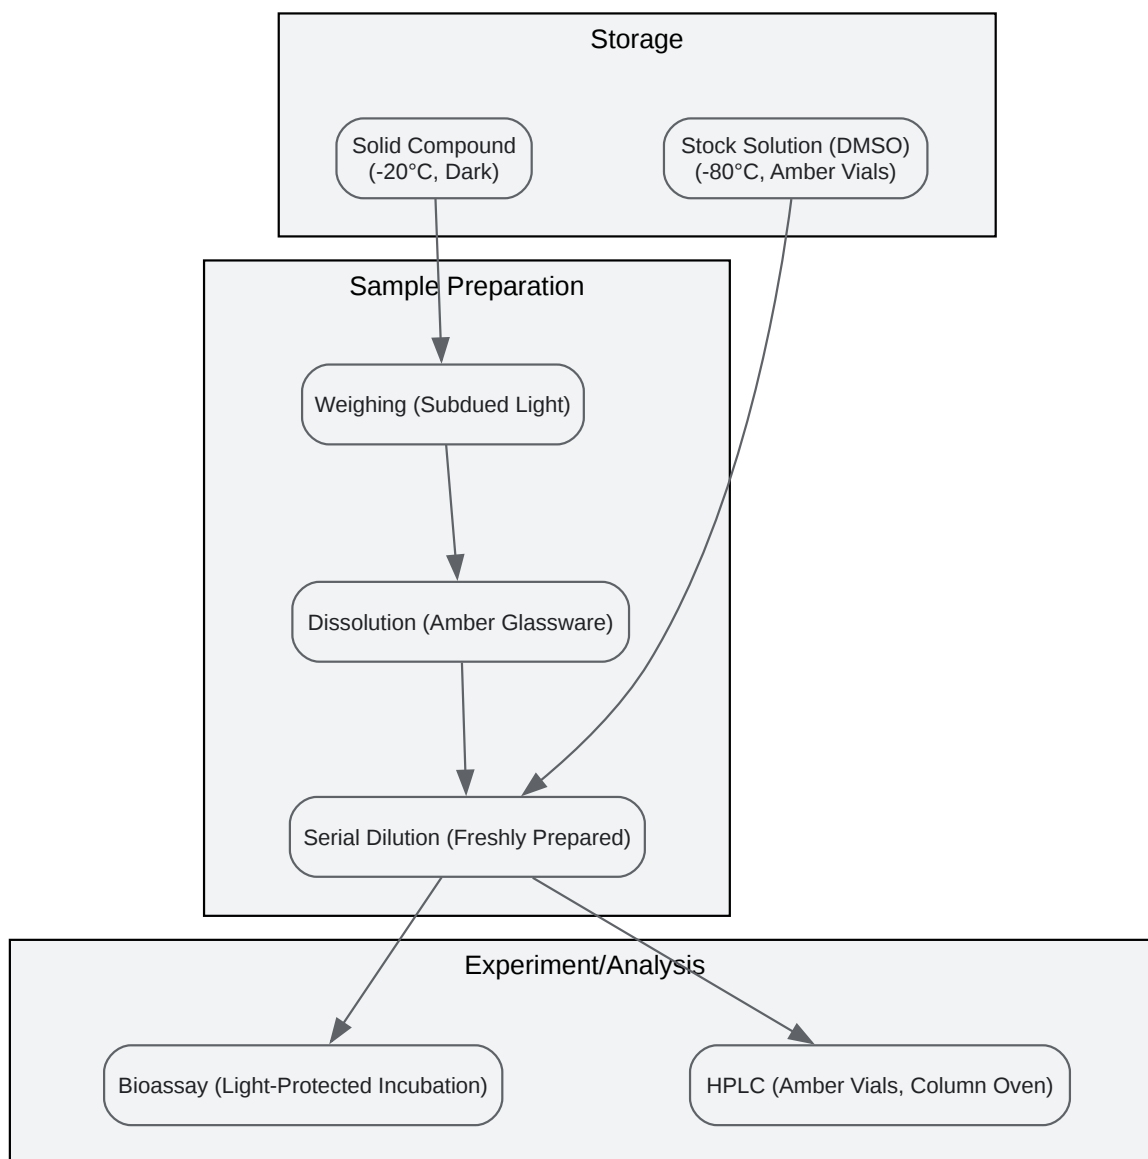 Storage
Solid Compound
(-20°C, Dark)
Stock Solution (DMSO)
(-80°C, Amber Vials)
Sample Preparation
Weighing (Subdued Light)
Dissolution (Amber Glassware)
Serial Dilution (Freshly Prepared)
Experiment/Analysis
Bioassay (Light-Protected Incubation)
HPLC (Amber Vials, Column Oven)